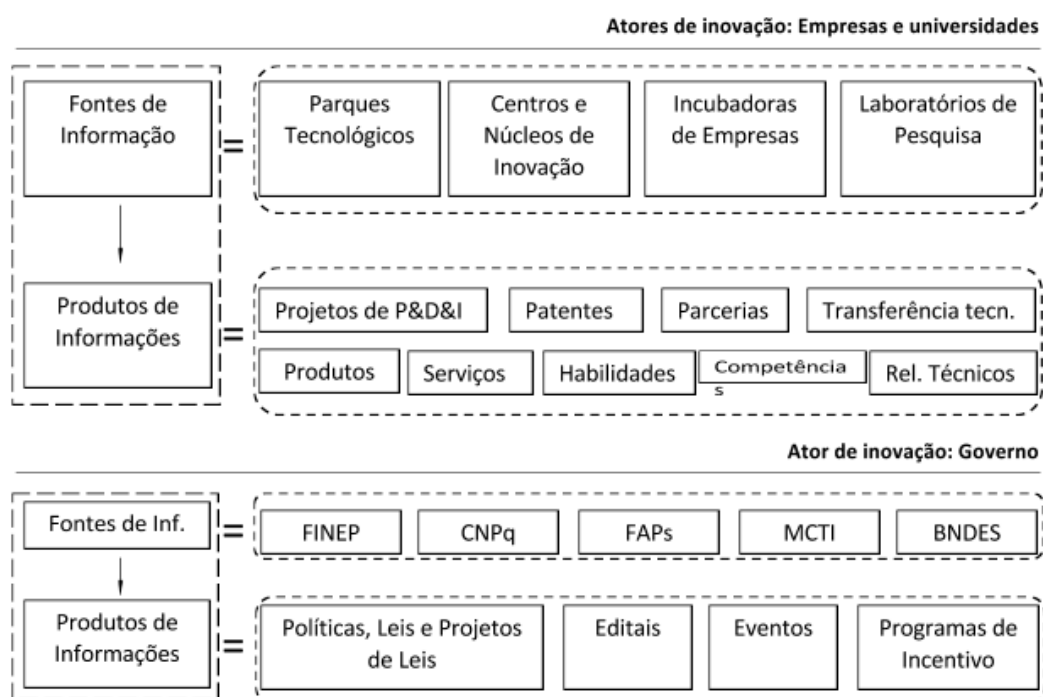 Atores de inovação: Empresas e universidades
Fontes de
Informação
=
Parques
Tecnológicos
Centros e
Núcleos de
Inovação
Incubadoras
de Empresas
Laboratórios de
Pesquisa
Produtos de
Informações
=
Projetos de P&D&I
Patentes
Parcerias
Transferência tecn.
Produtos
Serviços
Habilidades
Competência
s
Rel. Técnicos
Ator de inovação: Governo
Fontes de Inf.
=
FINEP
CNPq
FAPs
MCTI
BNDES
Produtos de
Informações
=
Políticas, Leis e Projetos
de Leis
Editais
Eventos
Programas de
Incentivo